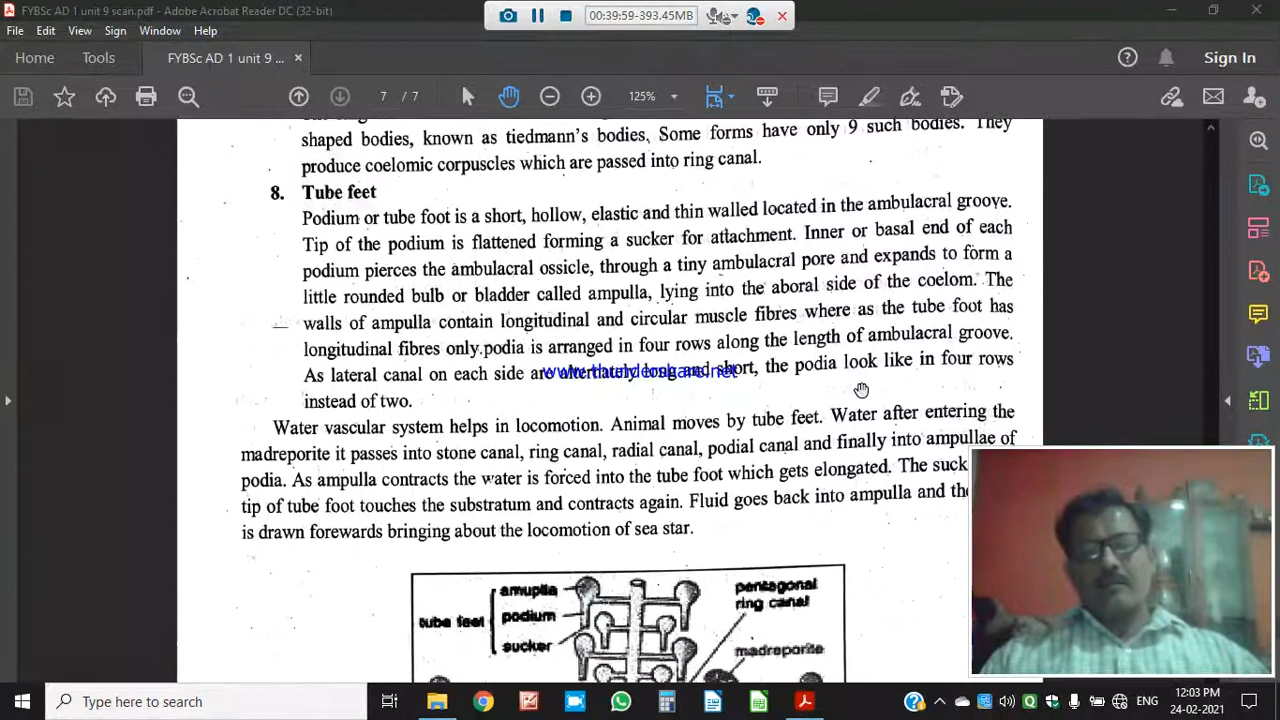 FYBSc AD 1 unit 9 scan.pdf - Adobe Acrobat Reader DC (32-bit)
00:39:59-393.45MB
File Edit View Sign Window Help
Home Tools FYBSc AD 1 unit 9 ... Sign In
7 / 7 125%
shaped bodies, known as tiedmann's bodies. Some forms have only 9 such bodies. They
produce coelomic corpuscles which are passed into ring canal.
8. Tube feet
Podium or tube foot is a short, hollow, elastic and thin walled located in the ambulacral groove.
Tip of the podium is flattened forming a sucker for attachment. Inner or basal end of each
podium pierces the ambulacral ossicle, through a tiny ambulacral pore and expands to form a
little rounded bulb or bladder called ampulla, lying into the aboral side of the coelom. The
walls of ampulla contain longitudinal and circular muscle fibres where as the tube foot has
longitudinal fibres only.podia is arranged in four rows along the length of ambulacral groove.
As lateral canal on each side are alternately long and short, the podia look like in four rows
www.thundershare.net
instead of two.
Water vascular system helps in locomotion. Animal moves by tube feet. Water after entering the
madreporite it passes into stone canal, ring canal, radial canal, podial canal and finally into ampullae of
podia. As ampulla contracts the water is forced into the tube foot which gets elongated. The suck
tip of tube foot touches the substratum and contracts again. Fluid goes back into ampulla and the
is drawn forewards bringing about the locomotion of sea star.
amuplla
podium
tube feet
sucker
pentagonal
ring canal
madreporite
Type here to search
ENG
12:03 PM
24-02-2021